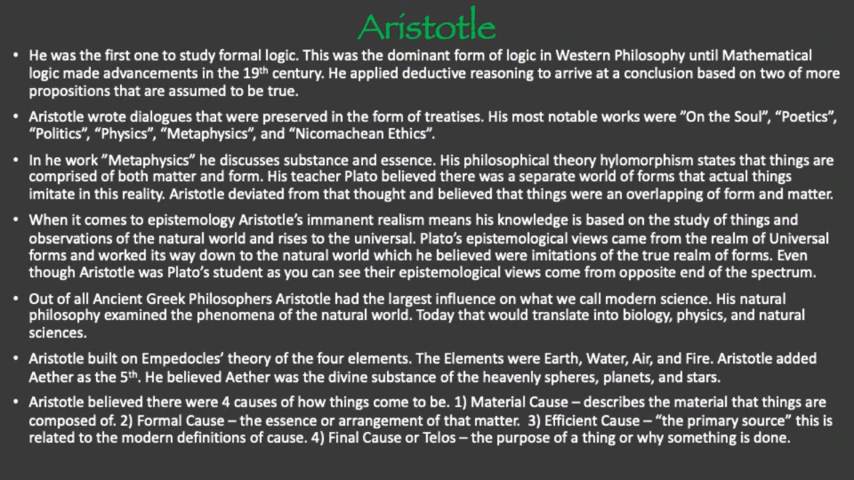 Aristotle
• He was the first one to study formal logic. This was the dominant form of logic in Western Philosophy until Mathematical
logic made advancements in the 19th century. He applied deductive reasoning to arrive at a conclusion based on two of more
propositions that are assumed to be true.
• Aristotle wrote dialogues that were preserved in the form of treatises. His most notable works were ”On the Soul”, “Poetics”,
“Politics”, “Physics”, “Metaphysics”, and “Nicomachean Ethics”.
• In he work ”Metaphysics” he discusses substance and essence. His philosophical theory hylomorphism states that things are
comprised of both matter and form. His teacher Plato believed there was a separate world of forms that actual things
imitate in this reality. Aristotle deviated from that thought and believed that things were an overlapping of form and matter.
• When it comes to epistemology Aristotle’s immanent realism means his knowledge is based on the study of things and
observations of the natural world and rises to the universal. Plato’s epistemological views came from the realm of Universal
forms and worked its way down to the natural world which he believed were imitations of the true realm of forms. Even
though Aristotle was Plato’s student as you can see their epistemological views come from opposite end of the spectrum.
• Out of all Ancient Greek Philosophers Aristotle had the largest influence on what we call modern science. His natural
philosophy examined the phenomena of the natural world. Today that would translate into biology, physics, and natural
sciences.
• Aristotle built on Empedocles’ theory of the four elements. The Elements were Earth, Water, Air, and Fire. Aristotle added
Aether as the 5th. He believed Aether was the divine substance of the heavenly spheres, planets, and stars.
• Aristotle believed there were 4 causes of how things come to be. 1) Material Cause – describes the material that things are
composed of. 2) Formal Cause – the essence or arrangement of that matter. 3) Efficient Cause – “the primary source” this is
related to the modern definitions of cause. 4) Final Cause or Telos – the purpose of a thing or why something is done.